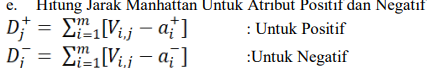 e. Hitung Jarak Manhattan Untuk Atribut Positif dan Negatif
D_j^+ = ∑_{i=1}^{m}[V_{i,j} − a_i^+] : Untuk Positif
D_j^- = ∑_{i=1}^{m}[V_{i,j} − a_i^-] :Untuk Negatif